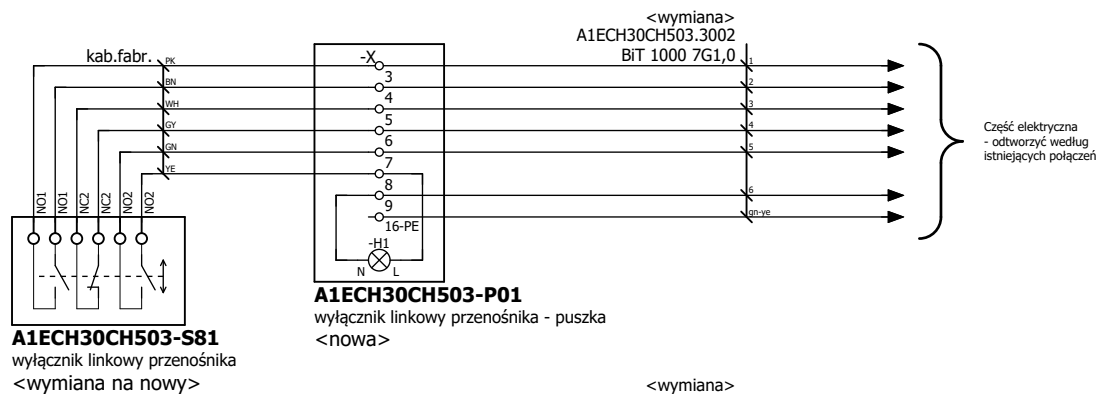 <wymiana>
A1ECH30CH503.3002
BiT 1000 7G1,0
kab.fabr.
-X
PK
1
3
BN
2
4
WH
3
5
GY
4
6
GN
5
7
YE
8
6
9
gn-ye
16-PE
-H1
N L
Część elektryczna
- odtworzyć według
istniejących połączeń
NO1
NO1
NC2
NC2
NO2
NO2
A1ECH30CH503-P01
wyłącznik linkowy przenośnika - puszka
<nowa>
A1ECH30CH503-S81
wyłącznik linkowy przenośnika
<wymiana na nowy>
<wymiana>